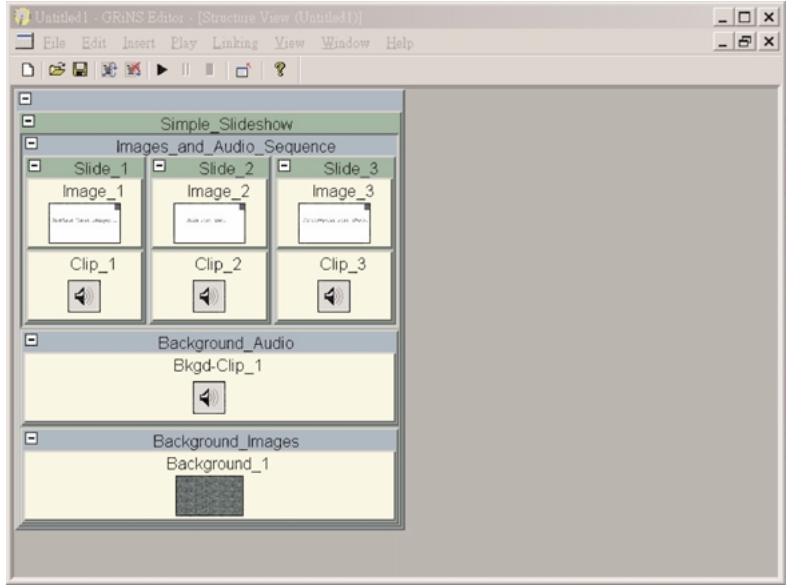 Untitled1 - GRiNS Editor - [Structure View (Untitled1)]
File Edit Insert Play Linking View Window Help
Simple_Slideshow
Images_and_Audio_Sequence
Slide_1 Slide_2 Slide_3
Image_1 Image_2 Image_3
Clip_1 Clip_2 Clip_3
Background_Audio
Bkgd-Clip_1
Background_Images
Background_1